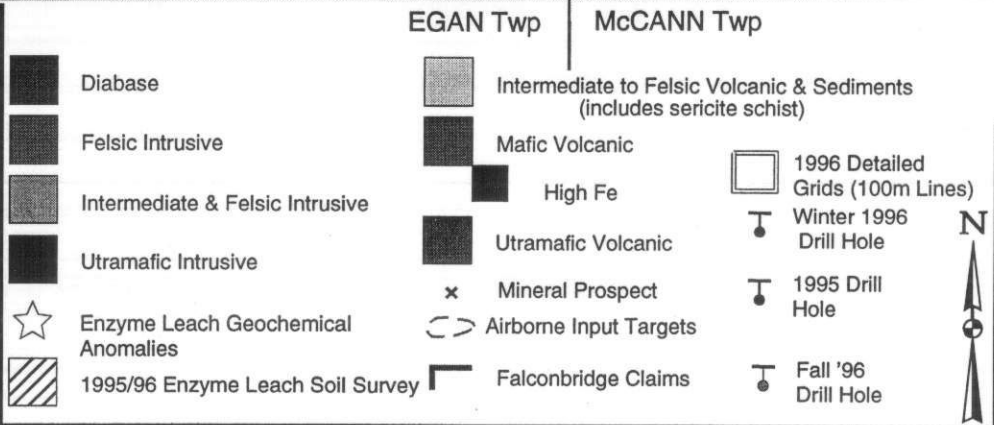 EGAN Twp
McCANN Twp
Diabase
Felsic Intrusive
Intermediate & Felsic Intrusive
Utramafic Intrusive
Enzyme Leach Geochemical
Anomalies
1995/96 Enzyme Leach Soil Survey
Intermediate to Felsic Volcanic & Sediments
(includes sericite schist)
Mafic Volcanic
High Fe
Utramafic Volcanic
Mineral Prospect
Airborne Input Targets
Falconbridge Claims
1996 Detailed
Grids (100m Lines)
Winter 1996
Drill Hole
1995 Drill
Hole
Fall '96
Drill Hole
N